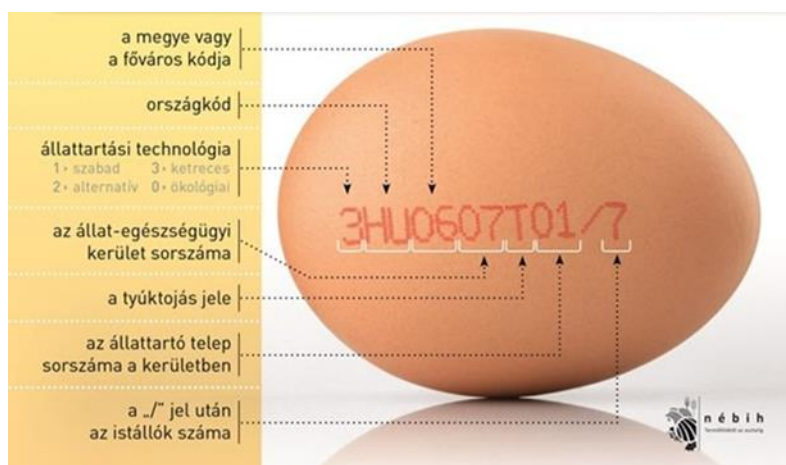 a megye vagy
a főváros kódja
országkód
állattartási technológia
1 • szabad 3 • ketreces
2 • alternatív 0 • ökológiai
az állat-egészségügyi
kerület sorszáma
a tyúktojás jele
az állattartó telep
sorszáma a kerületben
a „/” jel után
az istállók száma
3HU0607T01/7
nébih